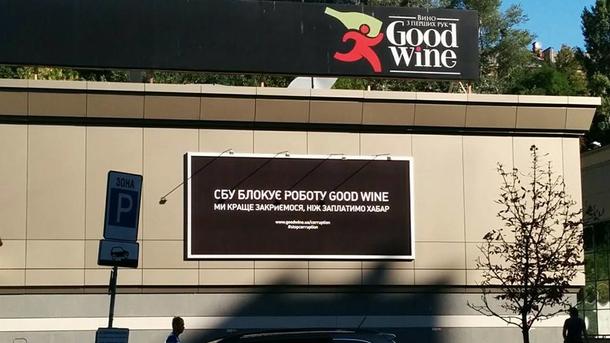 ВИНО
З ПЕРШИХ РУК
Good
Wine
СБУ БЛОКУЄ РОБОТУ GOOD WINE
МИ КРАЩЕ ЗАКРИЄМОСЯ, НІЖ ЗАПЛАТИМО ХАБАР
www.goodwine.ua/corruption
#stopcorruption
ЗОНА
P